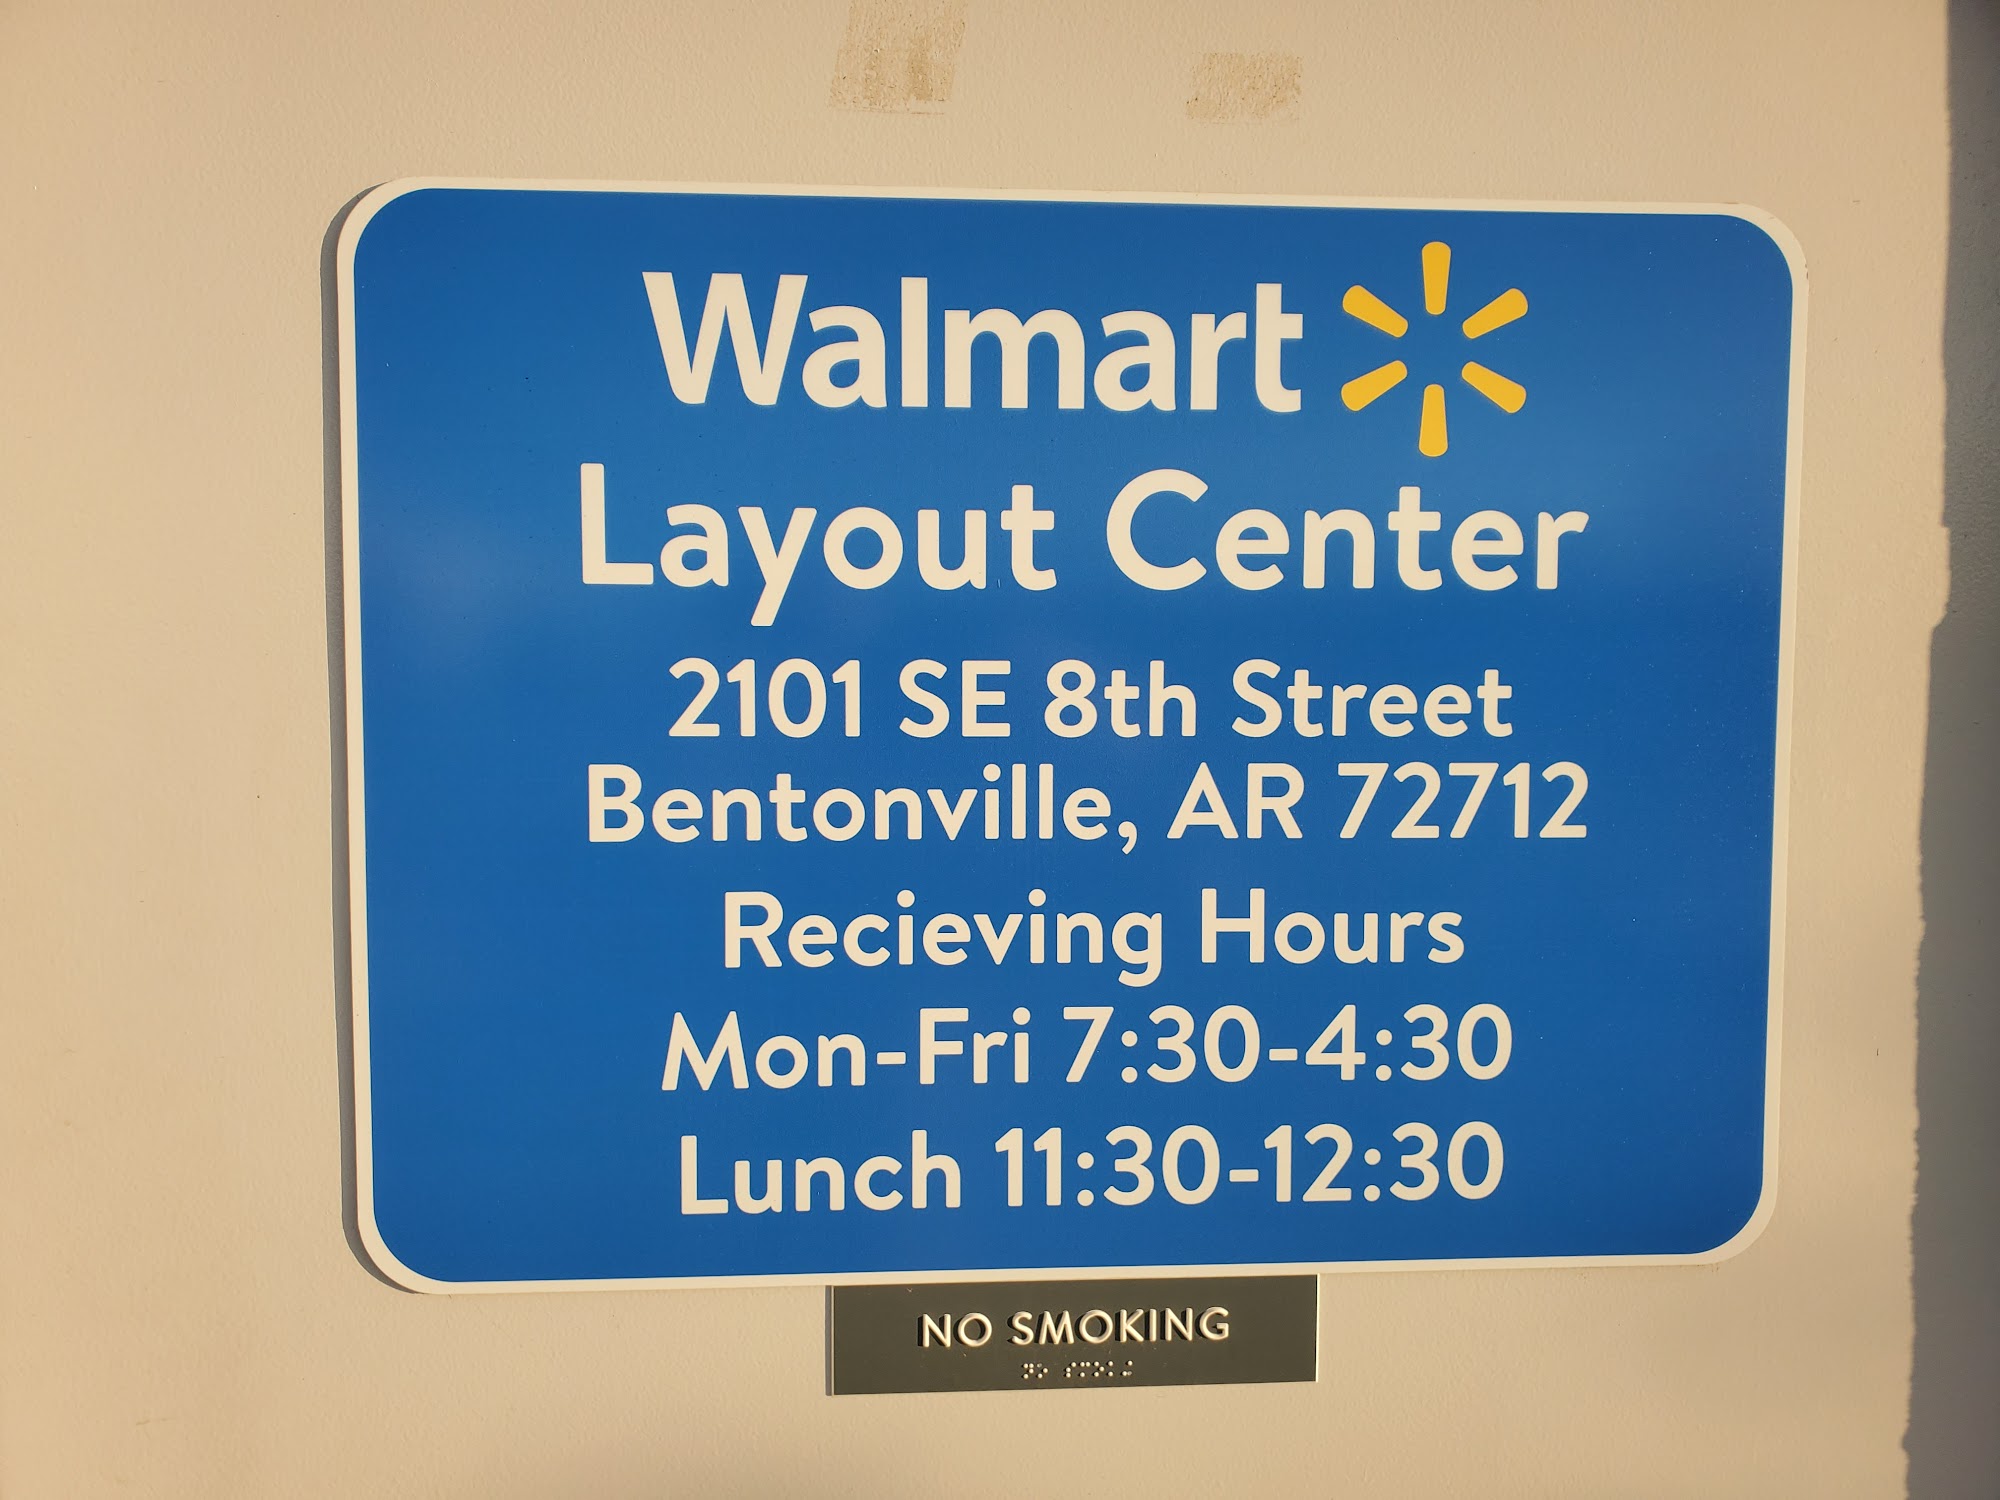 Walmart
Layout Center
2101 SE 8th Street
Bentonville, AR 72712
Recieving Hours
Mon-Fri 7:30-4:30
Lunch 11:30-12:30
NO SMOKING